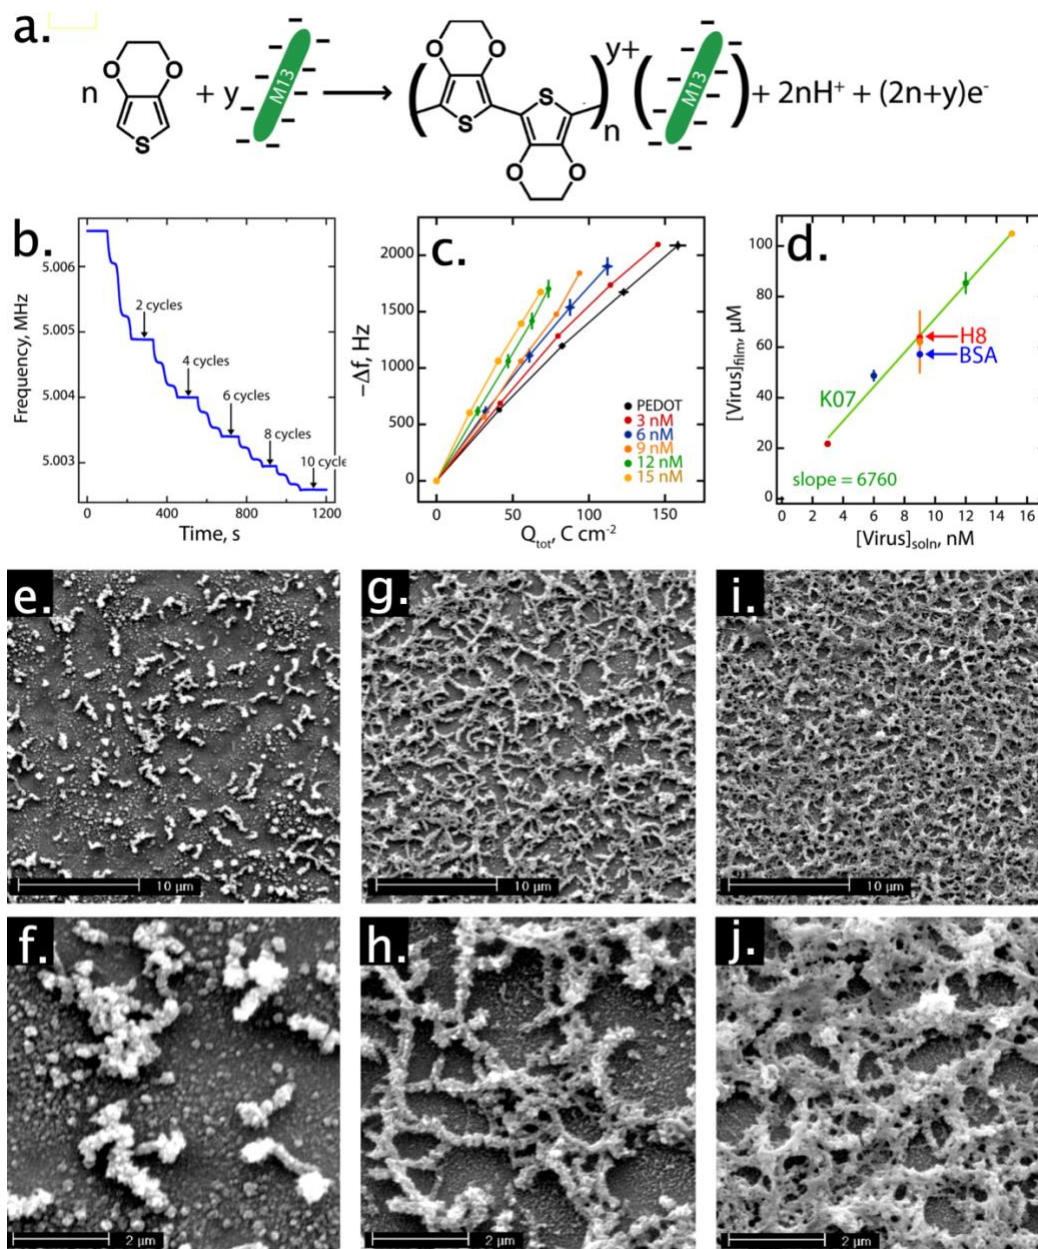 a.
n
O O
S
+ y
M13
y+
O O
S
S
O O
n
M13
+ 2nH⁺ + (2n+y)e⁻
b.
Frequency, MHz
5.006
5.005
5.004
5.003
2 cycles
4 cycles
6 cycles
8 cycles
10 cycle
0 400 800 1200
Time, s
c.
−Δf, Hz
2000
1500
1000
500
0
PEDOT
3 nM
6 nM
9 nM
12 nM
15 nM
0 50 100 150
Qtot, C cm⁻²
d.
[Virus]film, μM
100
80
60
40
20
0
H8
BSA
K07
slope = 6760
0 2 4 6 8 10 12 14 16
[Virus]soln, nM
e.
10 μm
g.
10 μm
i.
10 μm
f.
2 μm
h.
2 μm
j.
2 μm